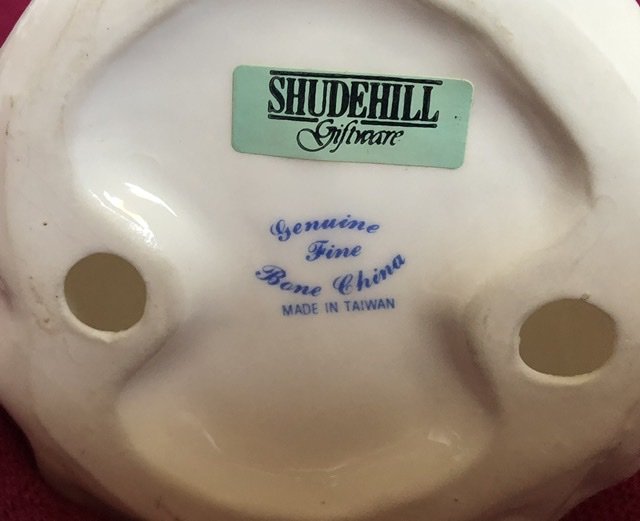 SHUDEHILL
Giftware
Genuine
Fine
Bone China
MADE IN TAIWAN